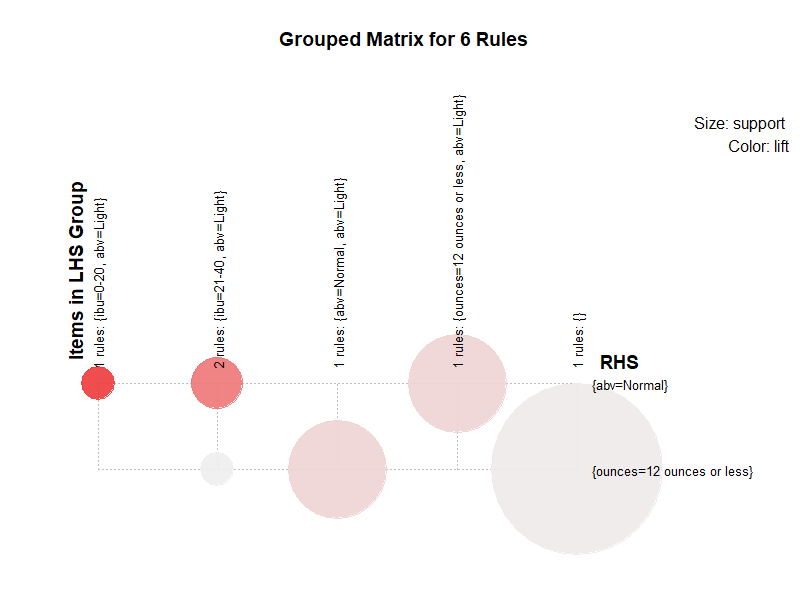 Grouped Matrix for 6 Rules
Size: support
Color: lift
Items in LHS Group
1 rules: {ibu=0-20, abv=Light}
2 rules: {ibu=21-40, abv=Light}
1 rules: {abv=Normal, abv=Light}
1 rules: {ounces=12 ounces or less, abv=Light}
1 rules: {}
RHS
{abv=Normal}
{ounces=12 ounces or less}